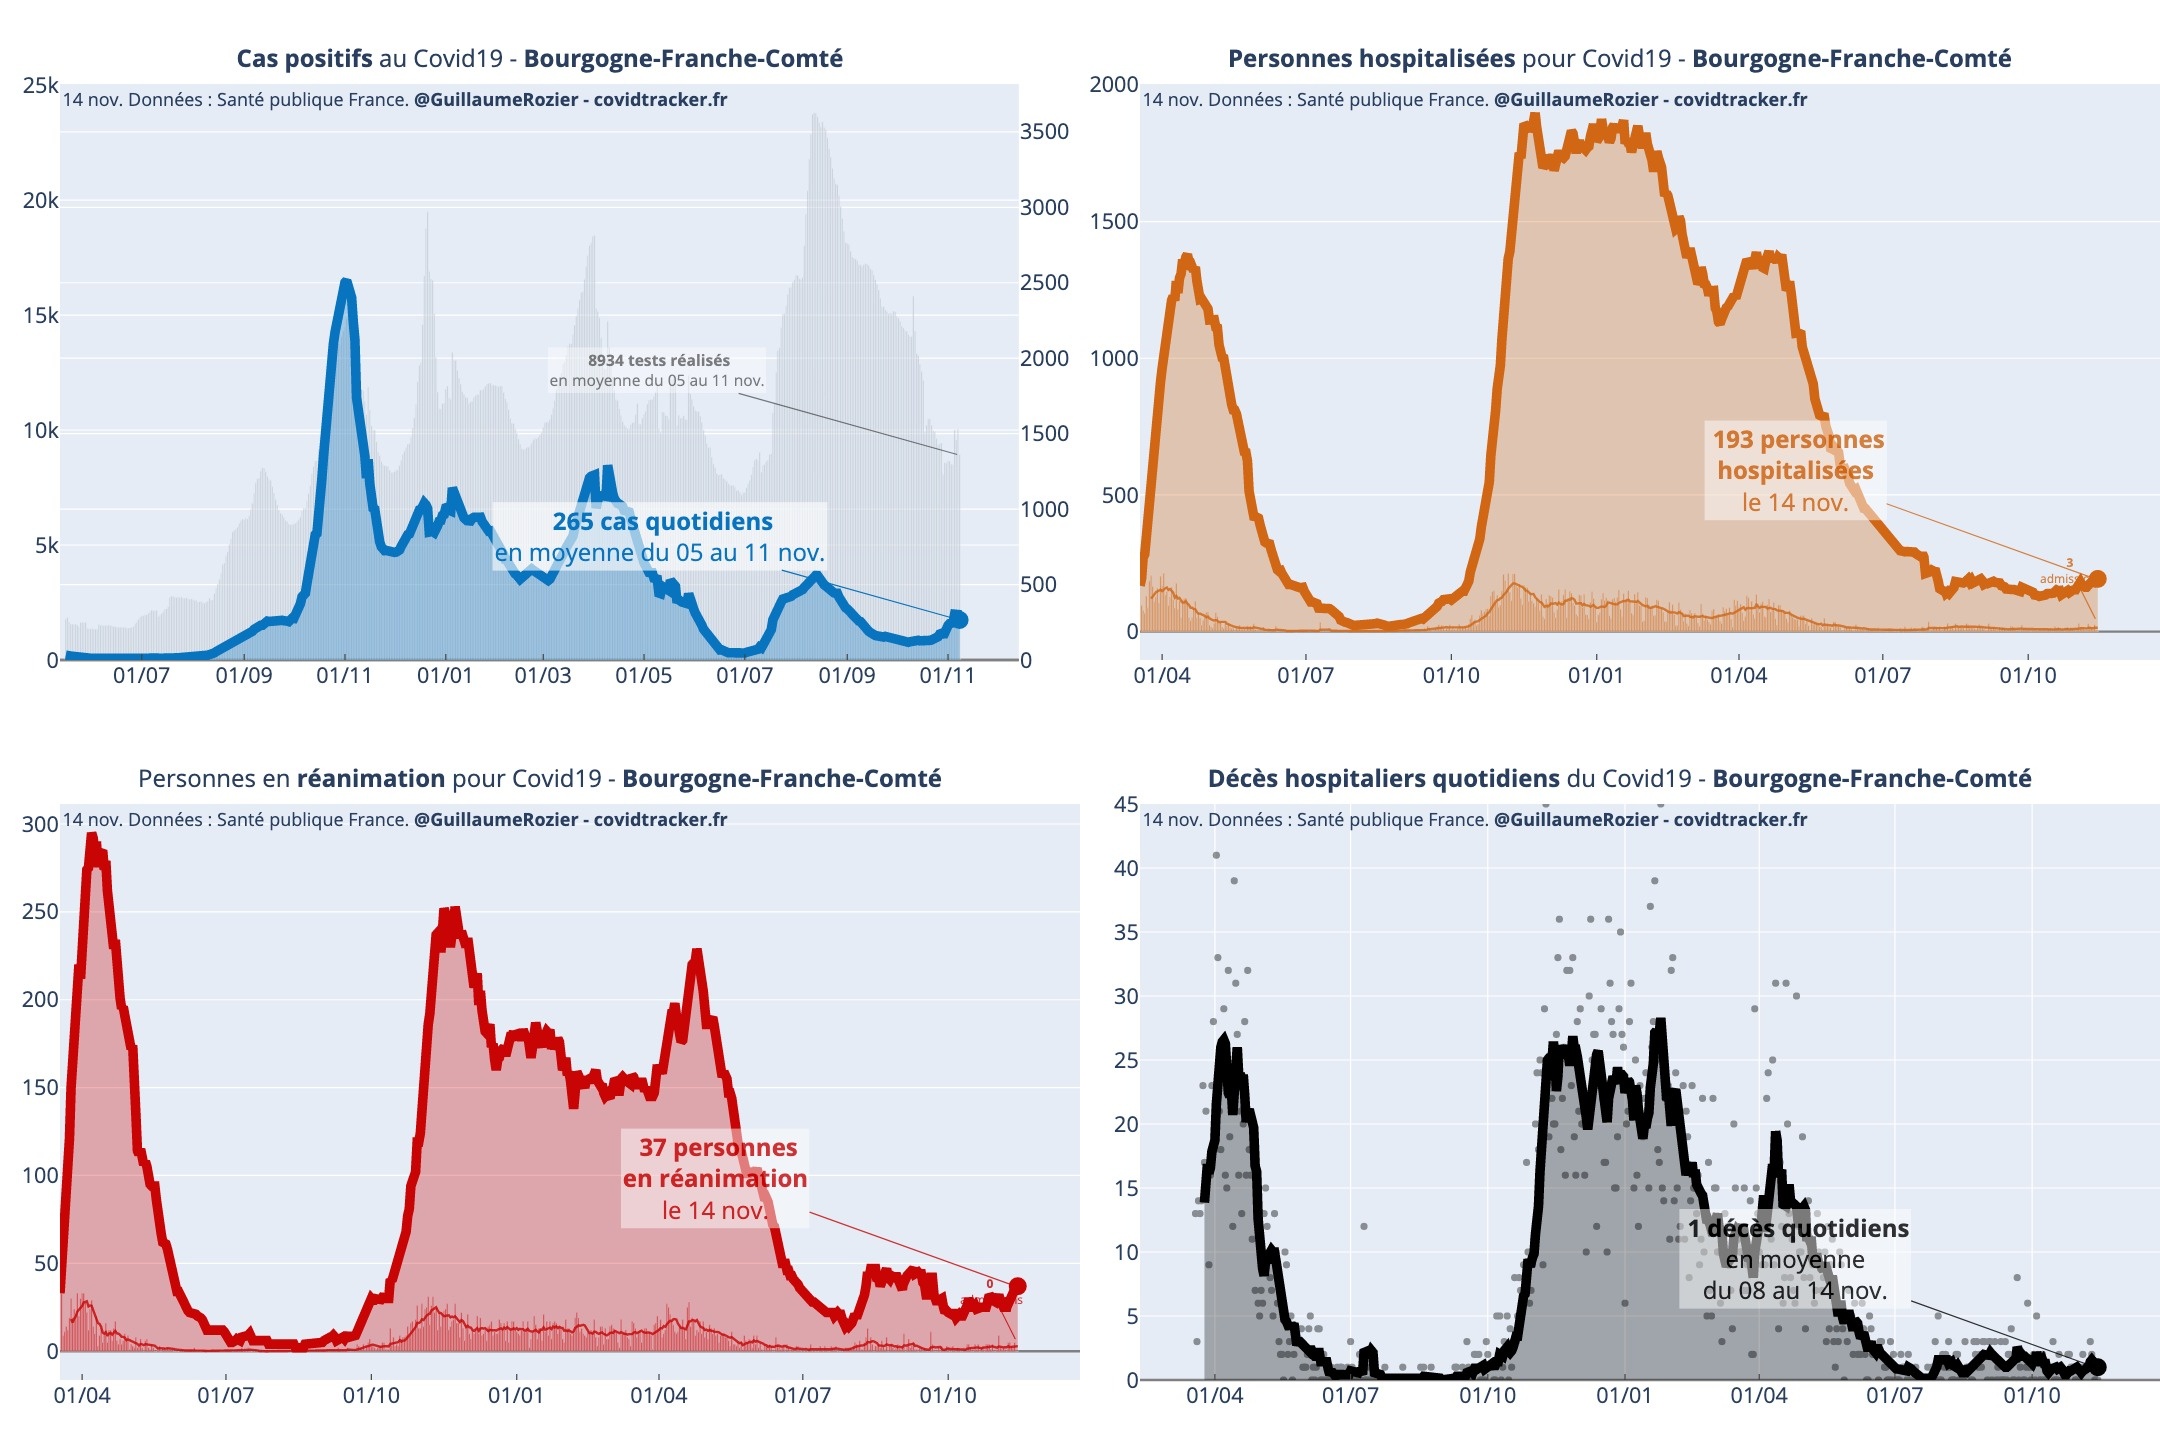 Cas positifs au Covid19 - Bourgogne-Franche-Comté
14 nov. Données : Santé publique France. @GuillaumeRozier - covidtracker.fr
25k
20k
15k
10k
5k
0
3500
3000
2500
2000
1500
1000
500
0
8934 tests réalisés
en moyenne du 05 au 11 nov.
265 cas quotidiens
en moyenne du 05 au 11 nov.
01/07 01/09 01/11 01/01 01/03 01/05 01/07 01/09 01/11
Personnes hospitalisées pour Covid19 - Bourgogne-Franche-Comté
14 nov. Données : Santé publique France. @GuillaumeRozier - covidtracker.fr
2000
1500
1000
500
0
193 personnes
hospitalisées
le 14 nov.
3
01/04 01/07 01/10 01/01 01/04 01/07 01/10
Personnes en réanimation pour Covid19 - Bourgogne-Franche-Comté
14 nov. Données : Santé publique France. @GuillaumeRozier - covidtracker.fr
300
250
200
150
100
50
0
37 personnes
en réanimation
le 14 nov.
0
01/04 01/07 01/10 01/01 01/04 01/07 01/10
Décès hospitaliers quotidiens du Covid19 - Bourgogne-Franche-Comté
14 nov. Données : Santé publique France. @GuillaumeRozier - covidtracker.fr
45
40
35
30
25
20
15
10
5
0
1 décès quotidiens
en moyenne
du 08 au 14 nov.
01/04 01/07 01/10 01/01 01/04 01/07 01/10